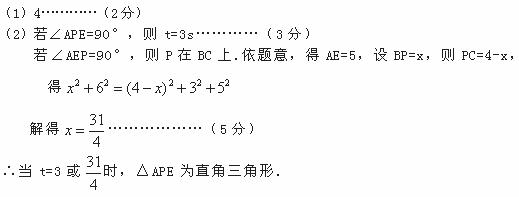 (1) 4…………(2分)
(2) 若∠APE=90°,则 t=3s…………(3分)
若∠AEP=90°,则 P在 BC 上.依题意,得 AE=5,设 BP=x,则 PC=4-x,
得 x²+6²=(4−x)²+3²+5²
解得 x=31/4………………(5分)
∴当 t=3 或 31/4 时,△APE 为直角三角形.